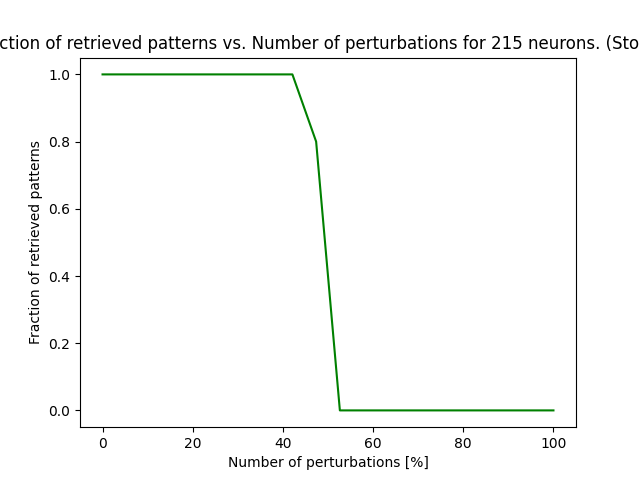 ction of retrieved patterns vs. Number of perturbations for 215 neurons. (Sto
1.0
0.8
0.6
0.4
0.2
0.0
Fraction of retrieved patterns
0 20 40 60 80 100
Number of perturbations [%]